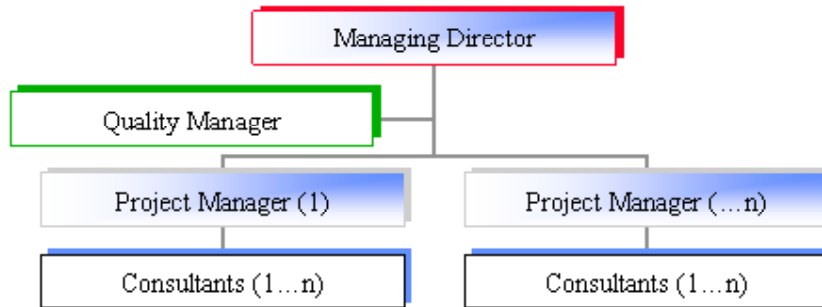 Managing Director
Quality Manager
Project Manager (1)
Project Manager (…n)
Consultants (1…n)
Consultants (1…n)